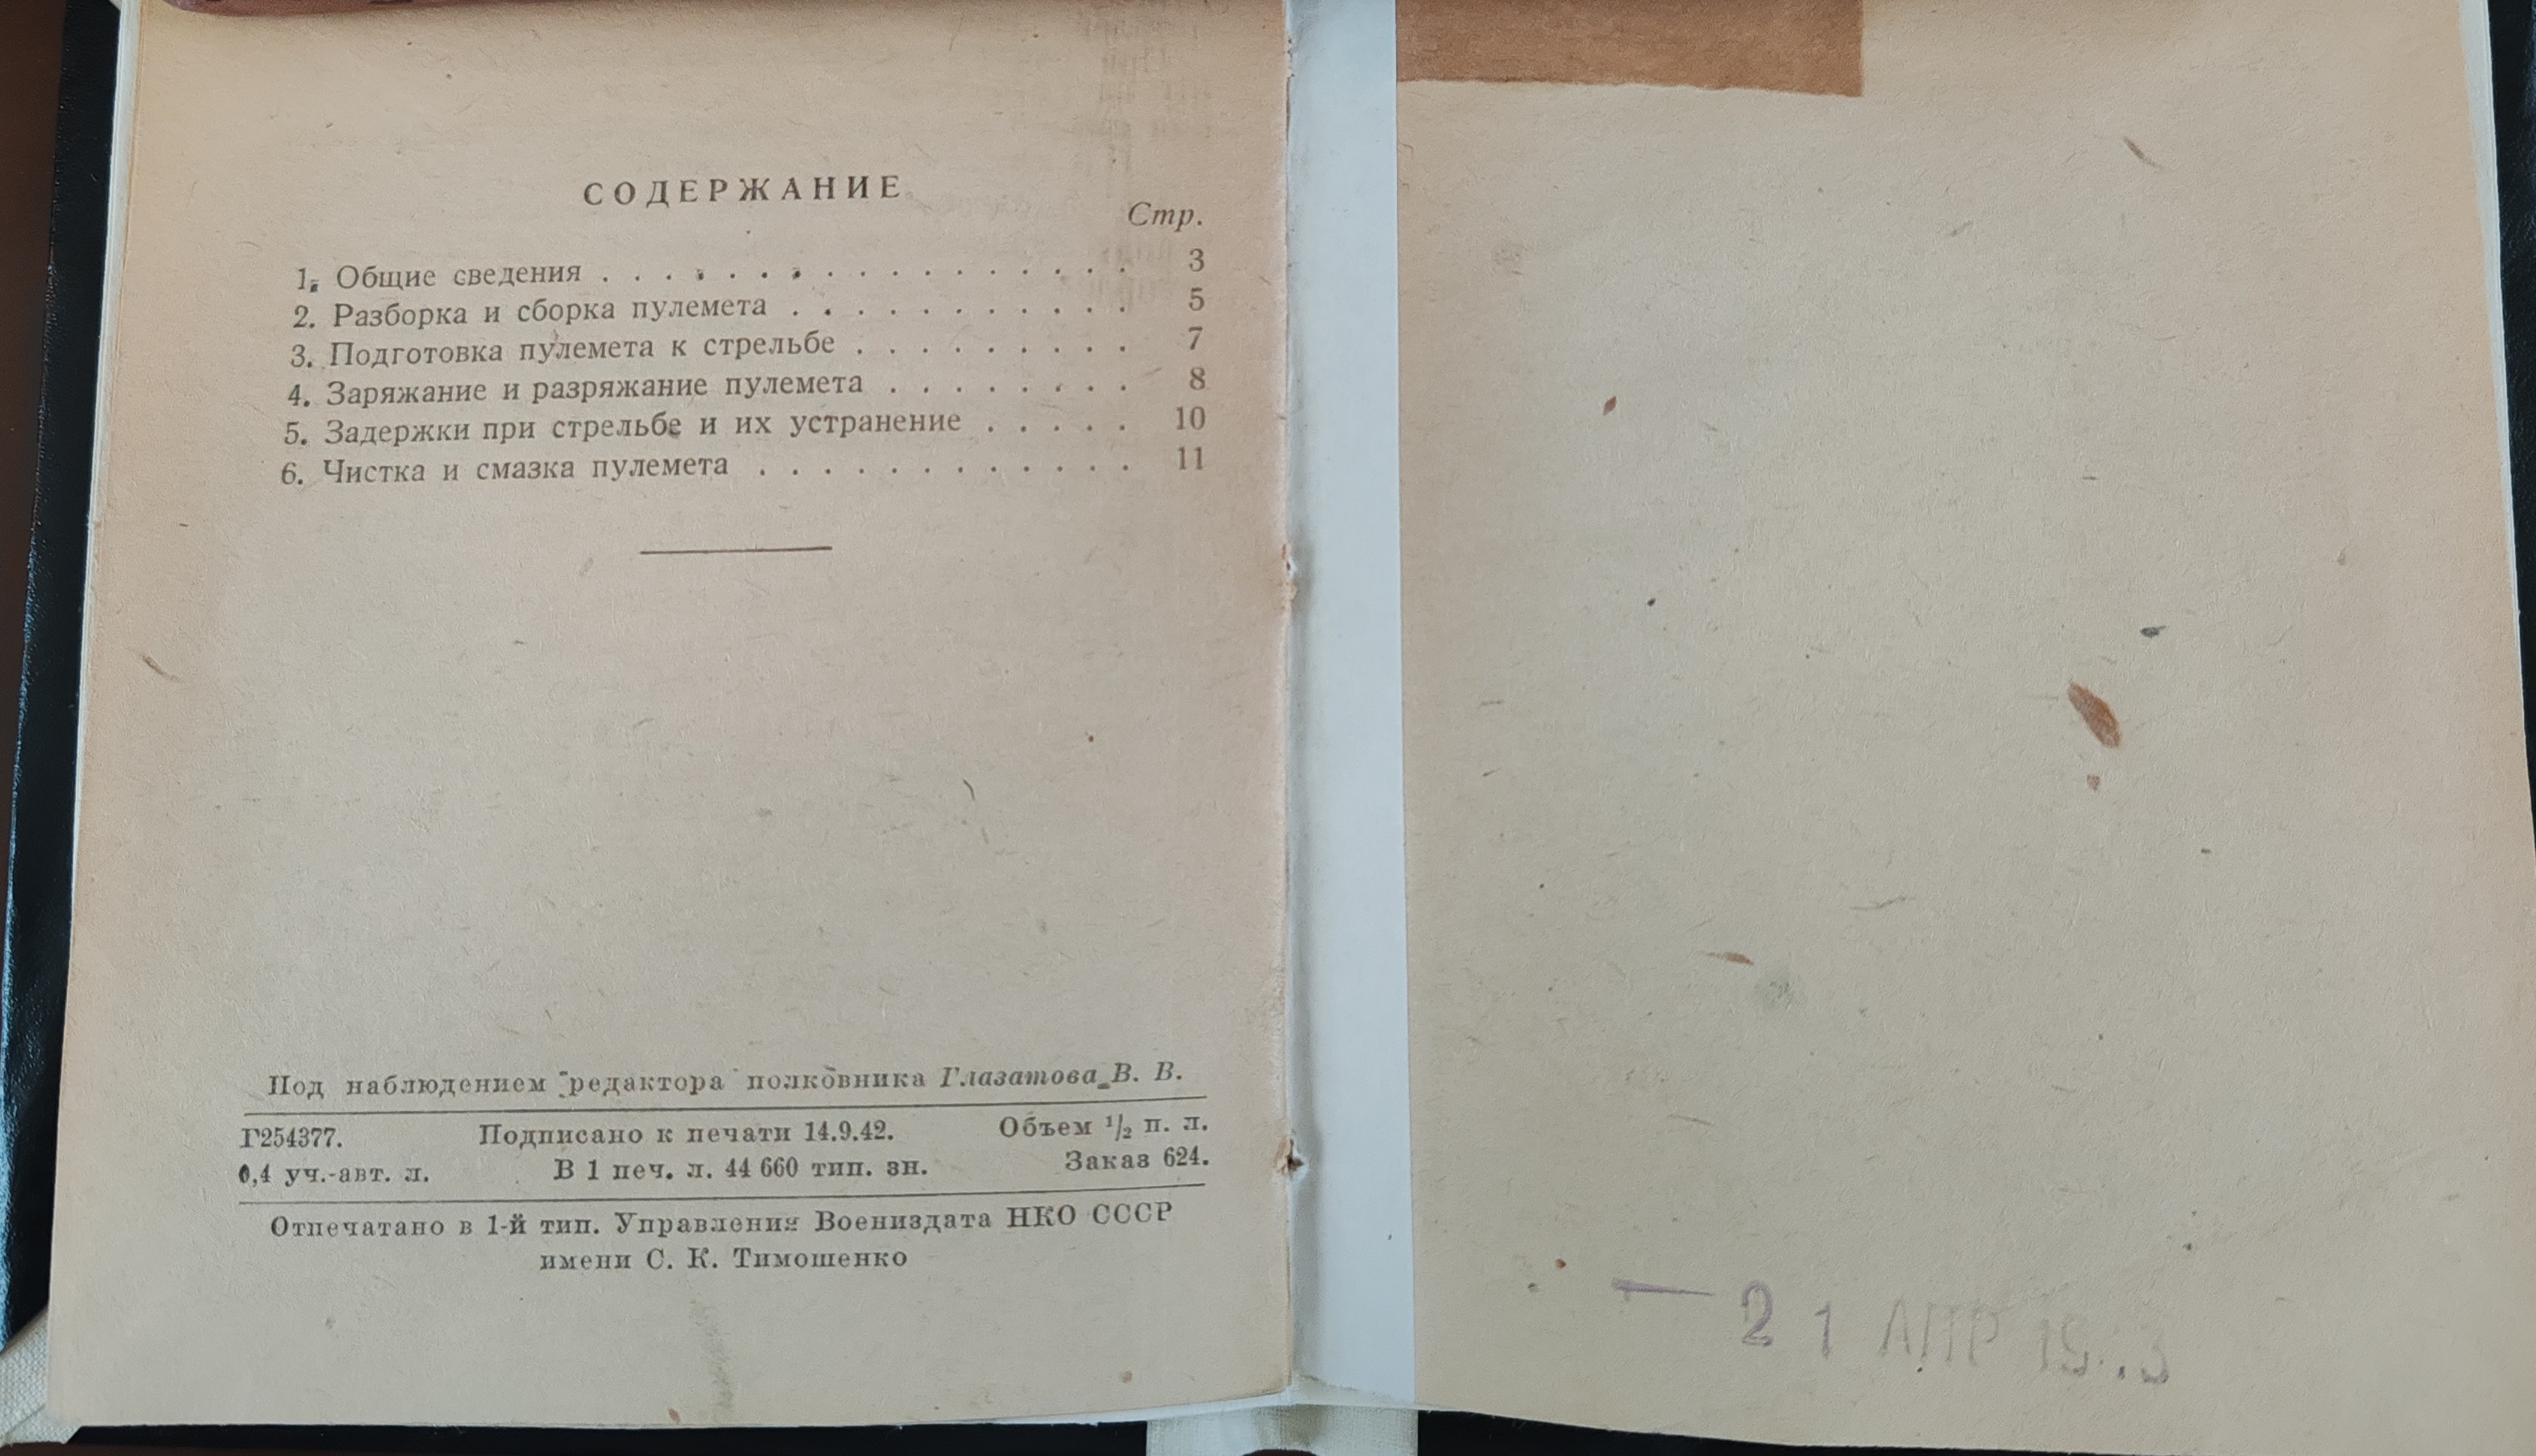 СОДЕРЖАНИЕ
Стр.
1. Общие сведения . . . . . . . . . . . . . . . . . 3
2. Разборка и сборка пулемета . . . . . . . . . . . 5
3. Подготовка пулемета к стрельбе . . . . . . . . . 7
4. Заряжание и разряжание пулемета . . . . . . . . 8
5. Задержки при стрельбе и их устранение . . . . . 10
6. Чистка и смазка пулемета . . . . . . . . . . . . 11
Под наблюдением редактора полковника Глазатова В. В.
Г254377. Подписано к печати 14.9.42. Объем 1/2 п. л.
0,4 уч.-авт. л. В 1 печ. л. 44 660 тип. зн. Заказ 624.
Отпечатано в 1-й тип. Управления Воениздата НКО СССР
имени С. К. Тимошенко
21 АПР